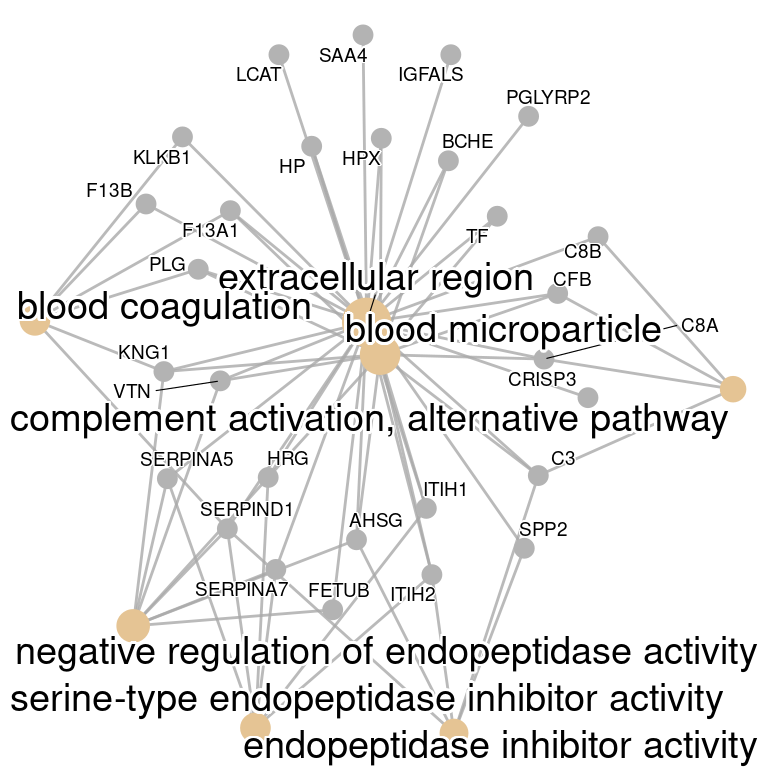 SAA4
LCAT
IGFALS
PGLYRP2
BCHE
KLKB1
HP
HPX
F13B
F13A1
TF
C8B
PLG
extracellular region
CFB
blood coagulation
blood microparticle
C8A
KNG1
CRISP3
VTN
complement activation, alternative pathway
SERPINA5
HRG
C3
ITIH1
SERPIND1
AHSG
SPP2
SERPINA7
FETUB
ITIH2
negative regulation of endopeptidase activity
serine-type endopeptidase inhibitor activity
endopeptidase inhibitor activity